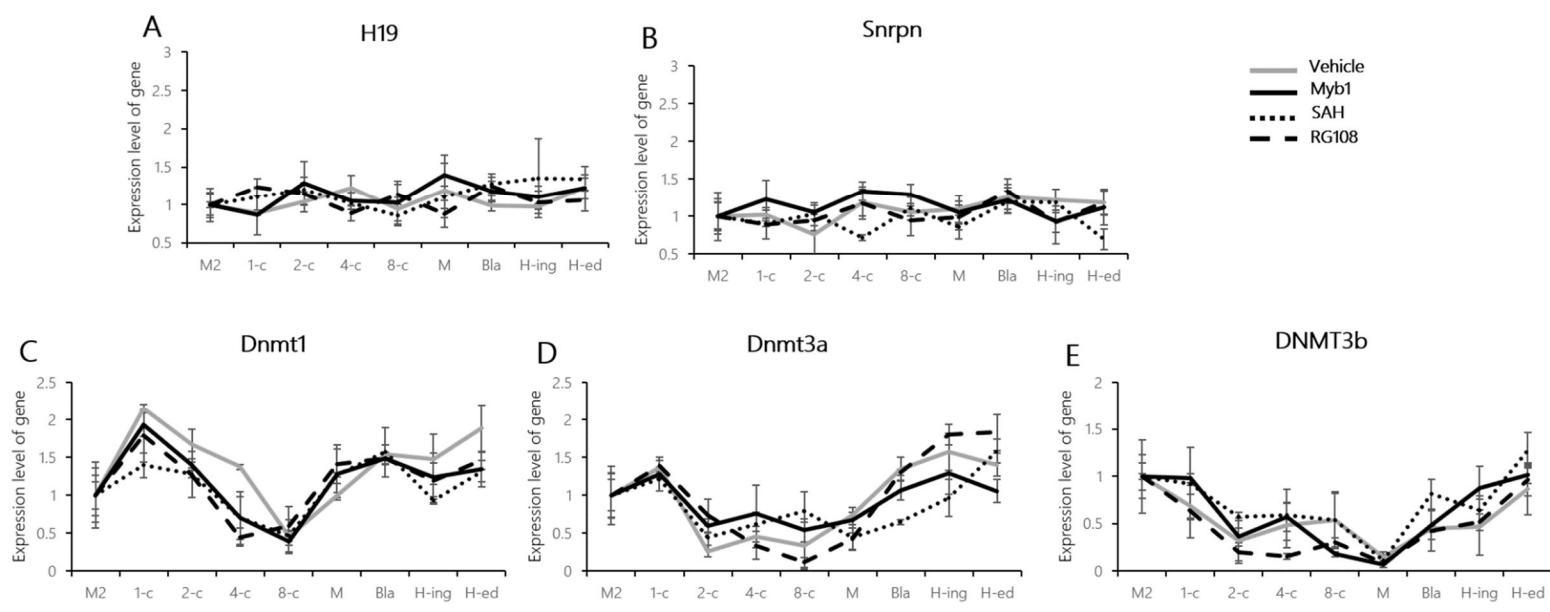 A
H19
Expression level of gene
3
2.5
2
1.5
1
0.5
M2 1-c 2-c 4-c 8-c M Bla H-ing H-ed
B
Snrpn
Expression level of gene
3
2.5
2
1.5
1
0.5
M2 1-c 2-c 4-c 8-c M Bla H-ing H-ed
Vehicle
Myb1
SAH
RG108
C
Dnmt1
Expression level of gene
2.5
2
1.5
1
0.5
0
M2 1-c 2-c 4-c 8-c M Bla H-ing H-ed
D
Dnmt3a
Expression level of gene
2.5
2
1.5
1
0.5
0
M2 1-c 2-c 4-c 8-c M Bla H-ing H-ed
E
DNMT3b
Expression level of gene
2
1.5
1
0.5
0
M2 1-c 2-c 4-c 8-c M Bla H-ing H-ed